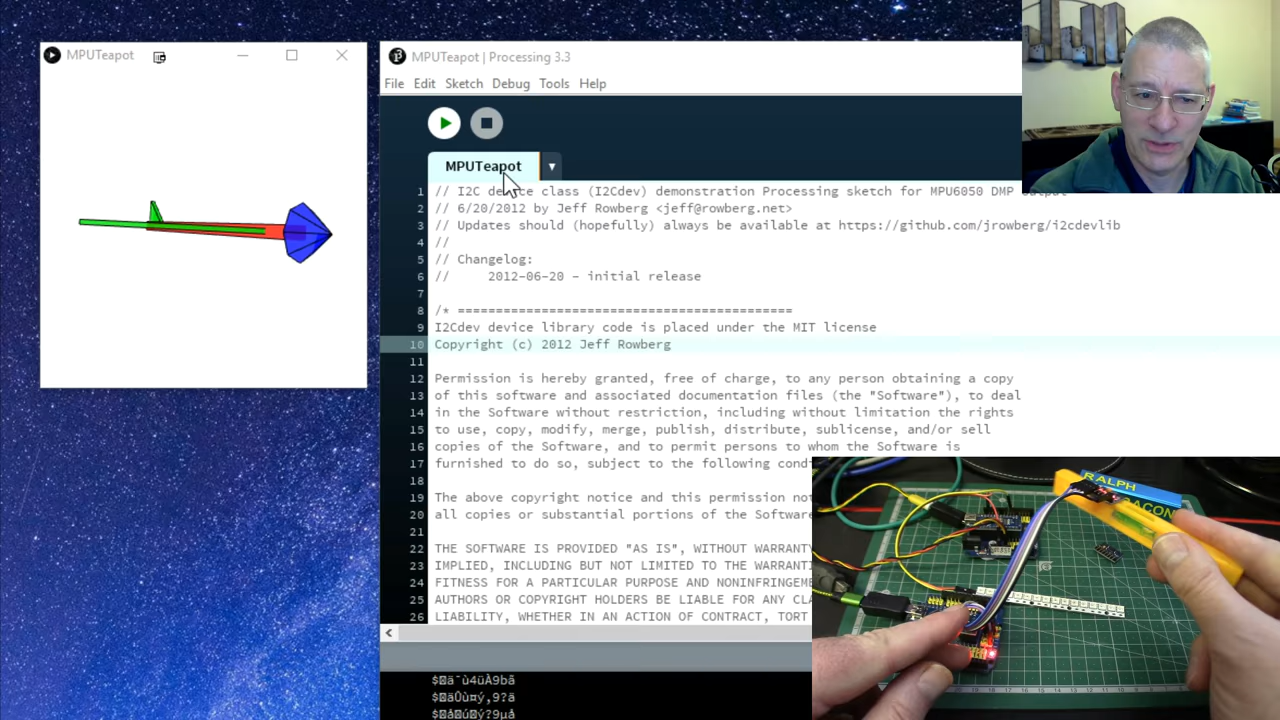 MPUTeapot
MPUTeapot | Processing 3.3
File Edit Sketch Debug Tools Help
MPUTeapot
1 // I2C device class (I2Cdev) demonstration Processing sketch for MPU6050 DMP output
2 // 6/20/2012 by Jeff Rowberg <jeff@rowberg.net>
3 // Updates should (hopefully) always be available at https://github.com/jrowberg/i2cdevlib
4 //
5 // Changelog:
6 // 2012-06-20 - initial release
7
8 /* ============================================
9 I2Cdev device library code is placed under the MIT license
10 Copyright (c) 2012 Jeff Rowberg
11
12 Permission is hereby granted, free of charge, to any person obtaining a copy
13 of this software and associated documentation files (the "Software"), to deal
14 in the Software without restriction, including without limitation the rights
15 to use, copy, modify, merge, publish, distribute, sublicense, and/or sell
16 copies of the Software, and to permit persons to whom the Software is
17 furnished to do so, subject to the following cond
18
19 The above copyright notice and this permission no
20 all copies or substantial portions of the Software
21
22 THE SOFTWARE IS PROVIDED "AS IS", WITHOUT WARRANTY
23 IMPLIED, INCLUDING BUT NOT LIMITED TO THE WARRANTI
24 FITNESS FOR A PARTICULAR PURPOSE AND NONINFRINGEME
25 AUTHORS OR COPYRIGHT HOLDERS BE LIABLE FOR ANY CLA
26 LIABILITY, WHETHER IN AN ACTION OF CONTRACT, TORT
RALPH
BACON